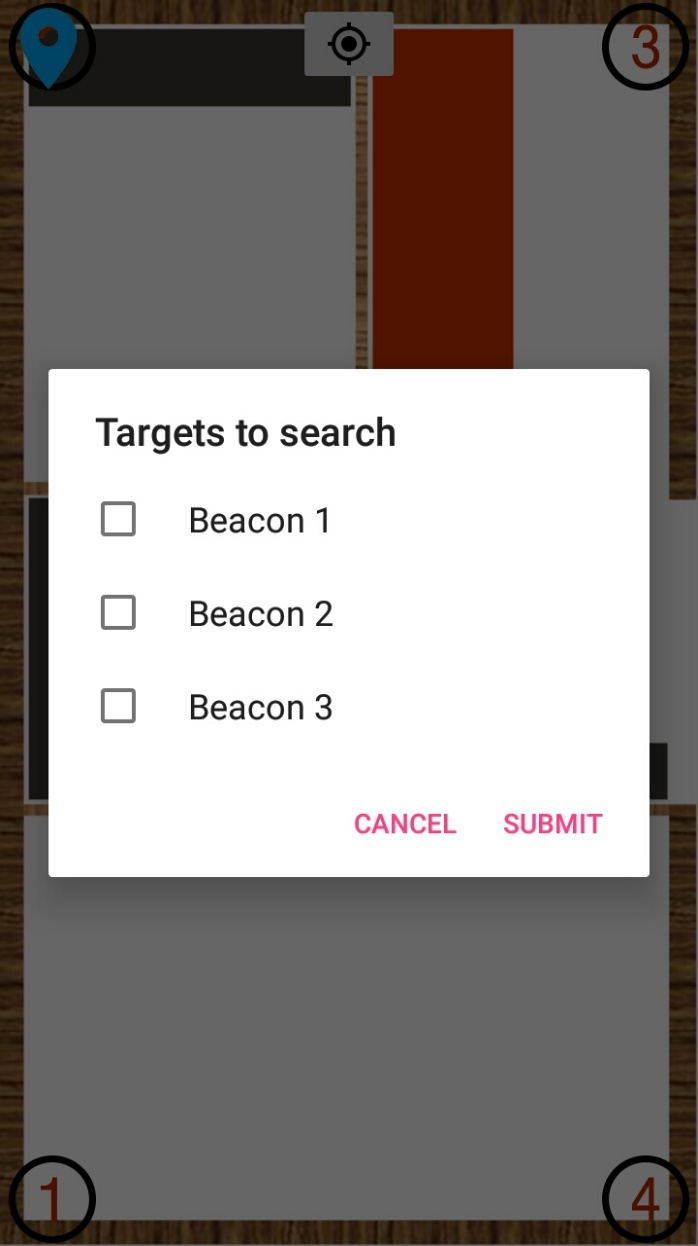 3
Targets to search
Beacon 1
Beacon 2
Beacon 3
CANCEL SUBMIT
1
4